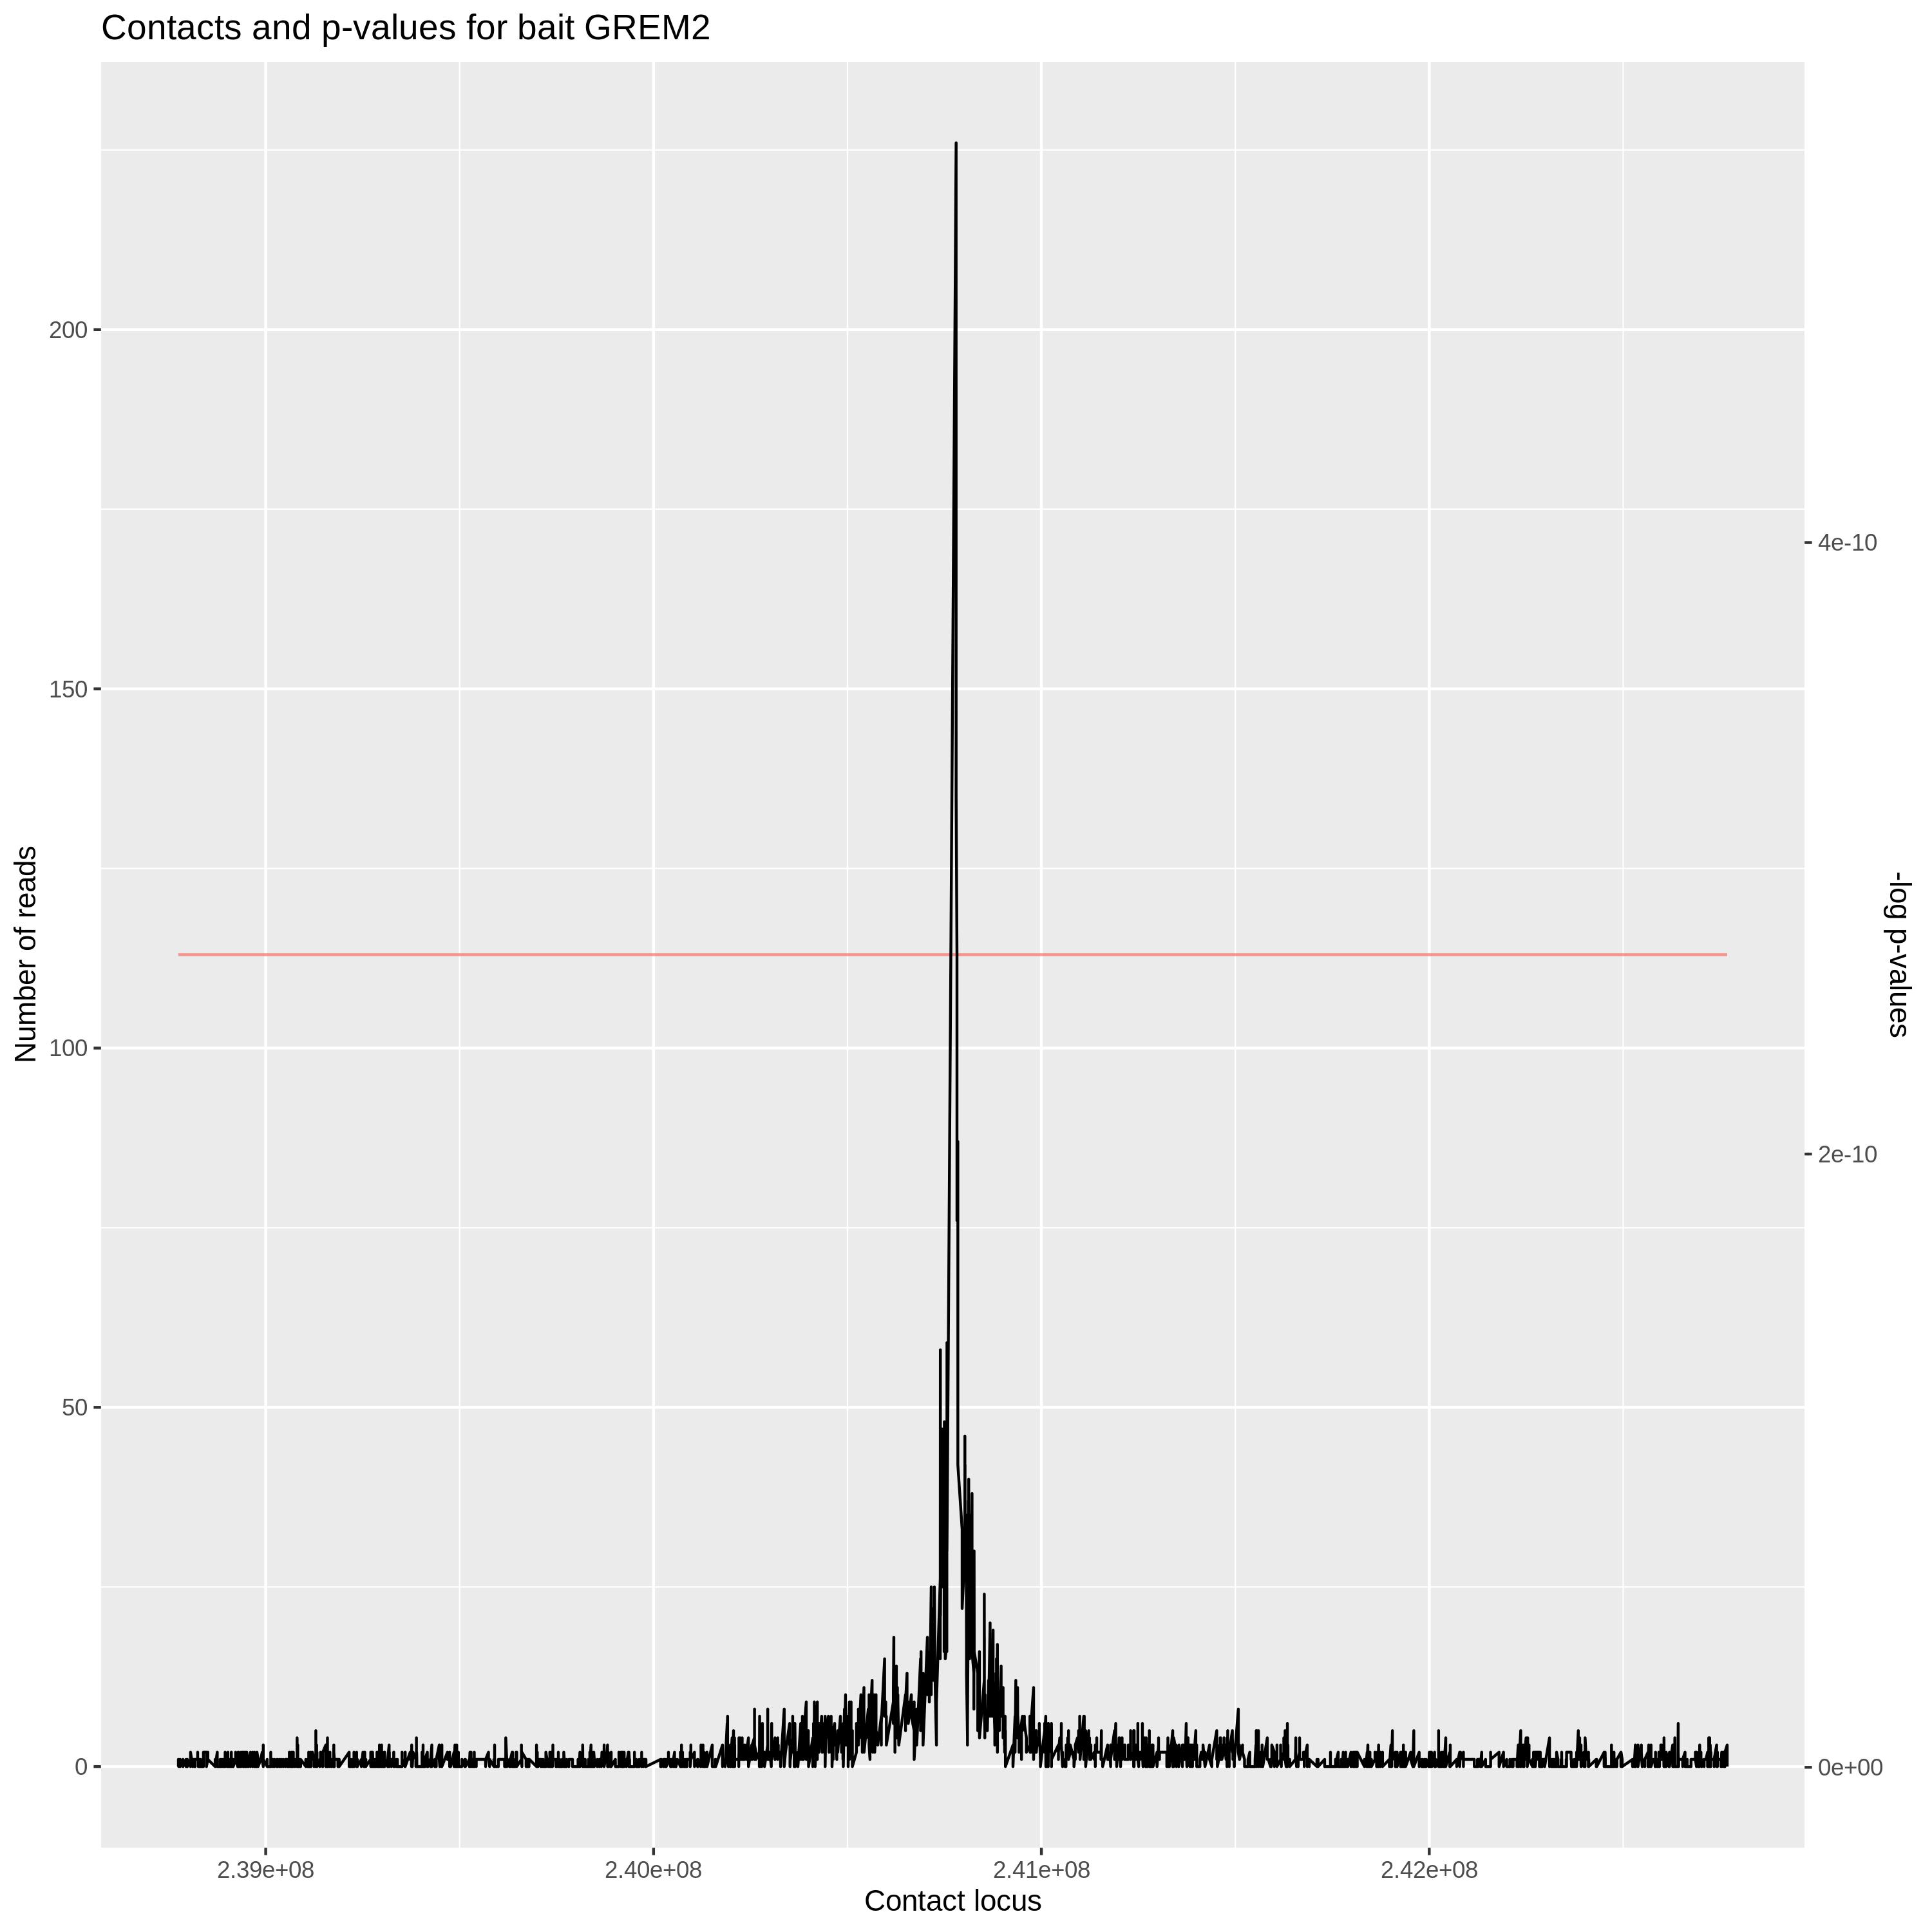 Contacts and p-values for bait GREM2
200
150
100
50
0
Number of reads
4e-10
2e-10
0e+00
-log p-values
2.39e+08
2.40e+08
2.41e+08
2.42e+08
Contact locus